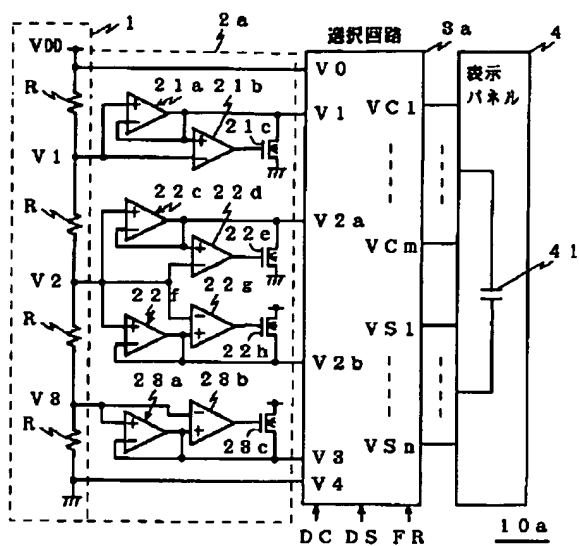 1
2a
選択回路
3a
4
VDD
V0
表示
パネル
R
21a
21b
V1
VC1
21c
V1
R
22c
22d
V2a
22e
VCm
41
V2
22f
22g
VS1
R
22h
V2b
V3
23a
23b
R
23c
V3
VSn
V4
DC
DS
FR
10a